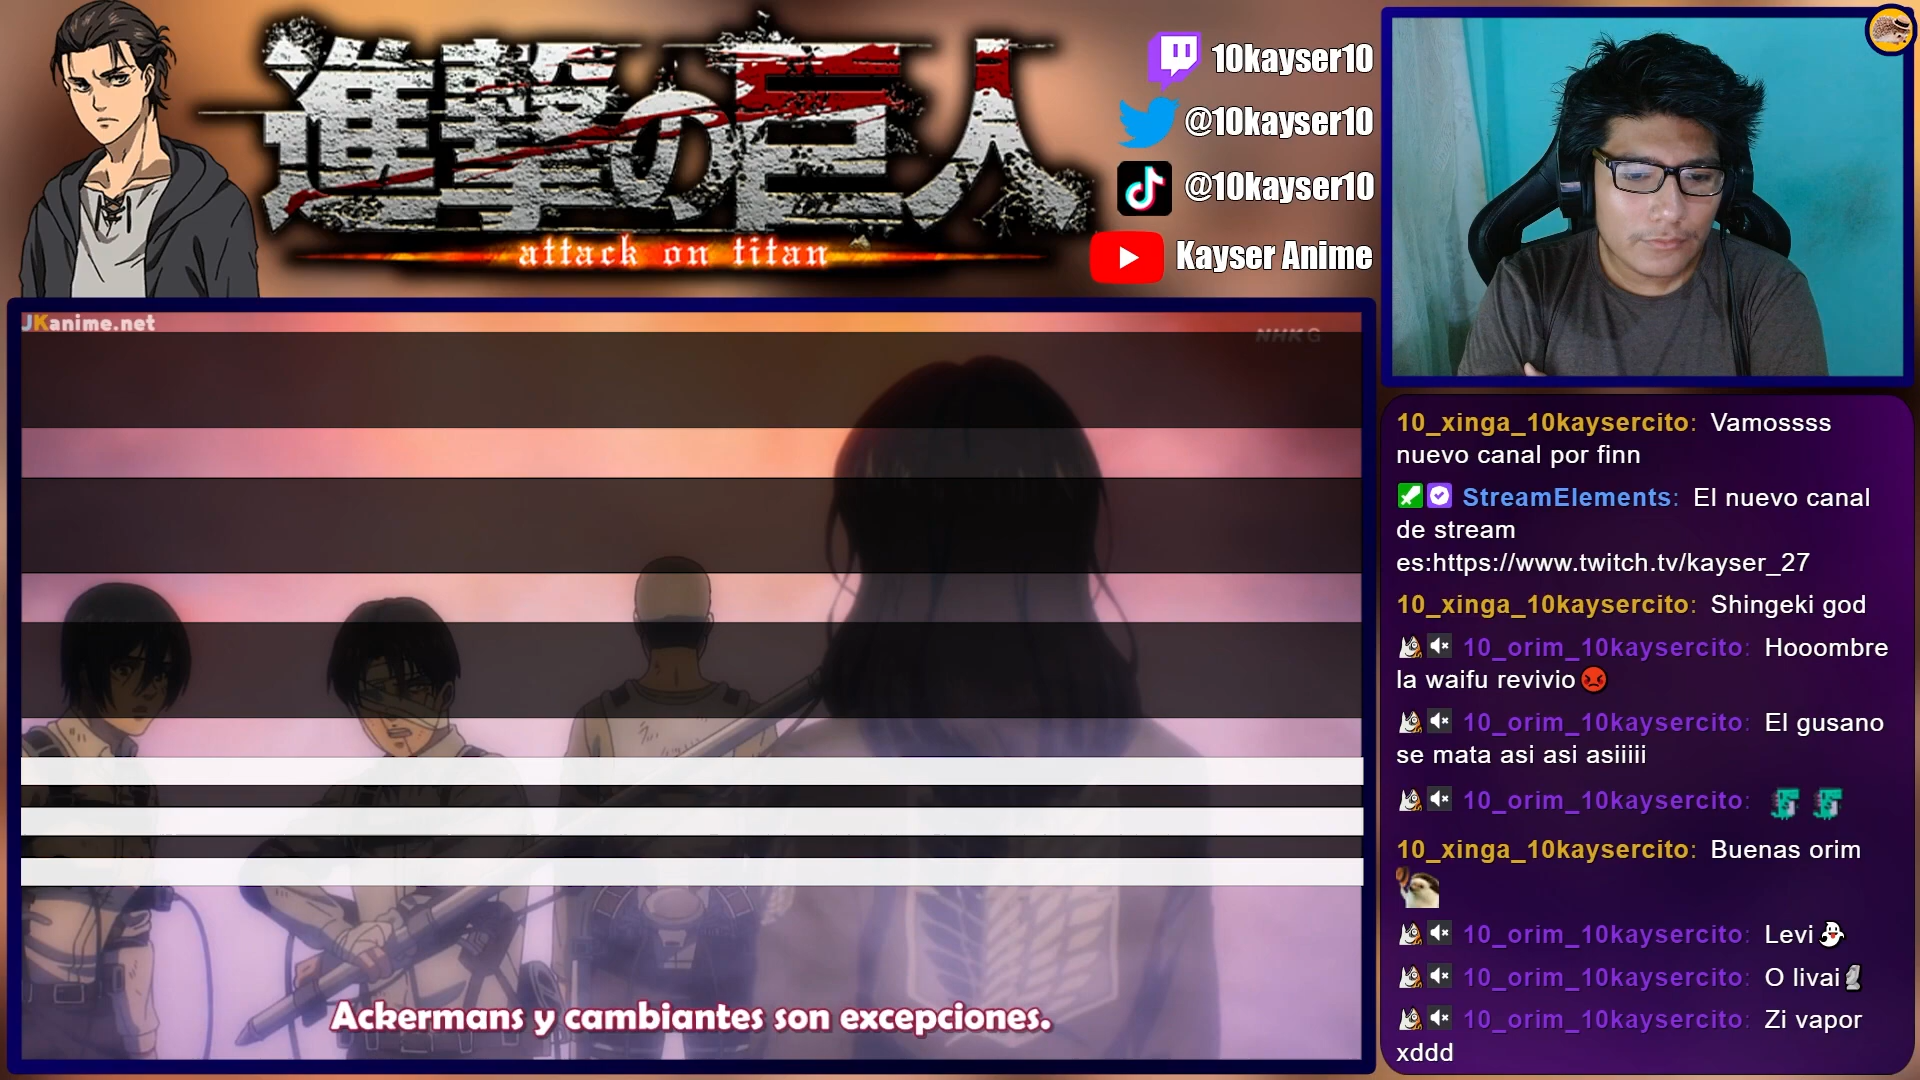 進撃の巨人
attack on titan
10kayser10
@10kayser10
@10kayser10
Kayser Anime
JKanime.net
NHK G
Ackermans y cambiantes son excepciones.
10_xinga_10kaysercito: Vamossss
nuevo canal por finn
StreamElements: El nuevo canal
de stream
es:https://www.twitch.tv/kayser_27
10_xinga_10kaysercito: Shingeki god
10_orim_10kaysercito: Hooombre
la waifu revivio
10_orim_10kaysercito: El gusano
se mata asi asi asiiiii
10_orim_10kaysercito:
10_xinga_10kaysercito: Buenas orim
10_orim_10kaysercito: Levi
10_orim_10kaysercito: O livai
10_orim_10kaysercito: Zi vapor
xddd